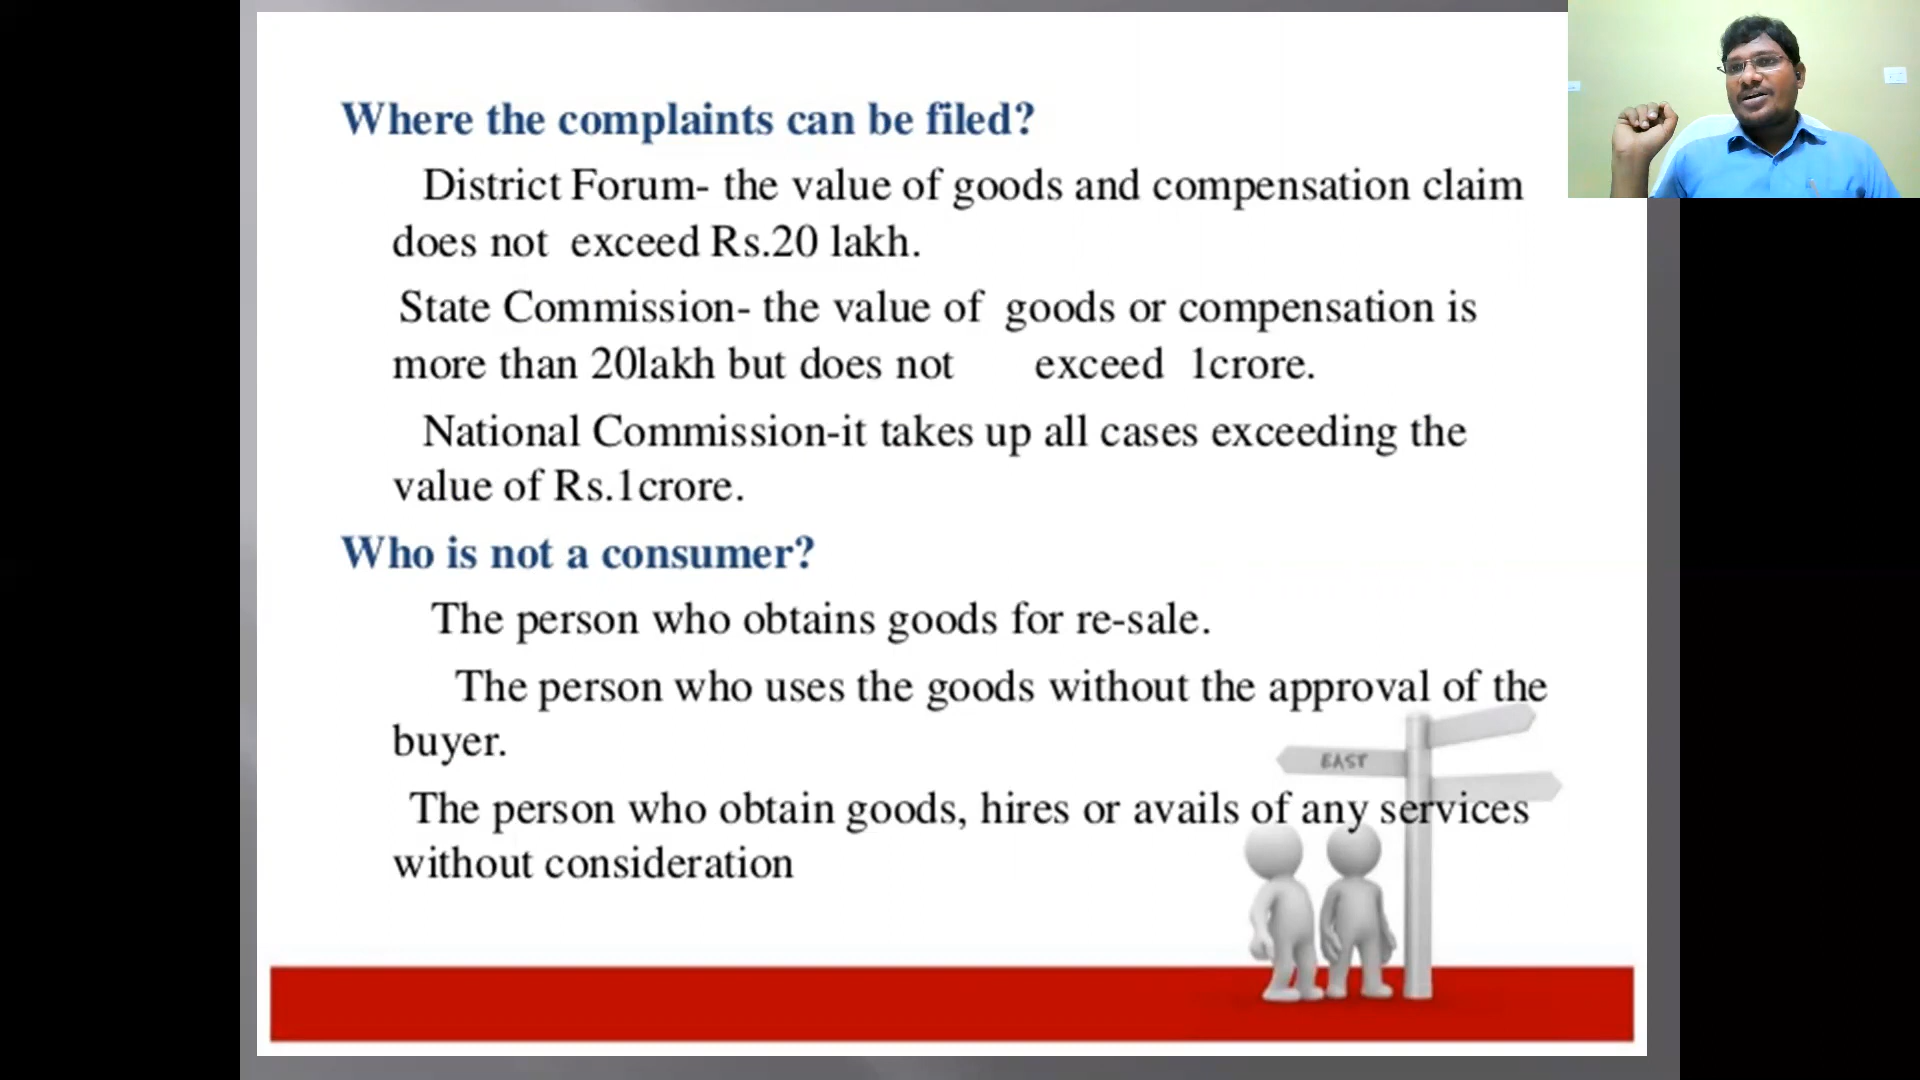 Where the complaints can be filed?
District Forum- the value of goods and compensation claim
does not exceed Rs.20 lakh.
State Commission- the value of goods or compensation is
more than 20lakh but does not exceed 1crore.
National Commission-it takes up all cases exceeding the
value of Rs.1crore.
Who is not a consumer?
The person who obtains goods for re-sale.
The person who uses the goods without the approval of the
buyer.
EAST
The person who obtain goods, hires or avails of any services
without consideration